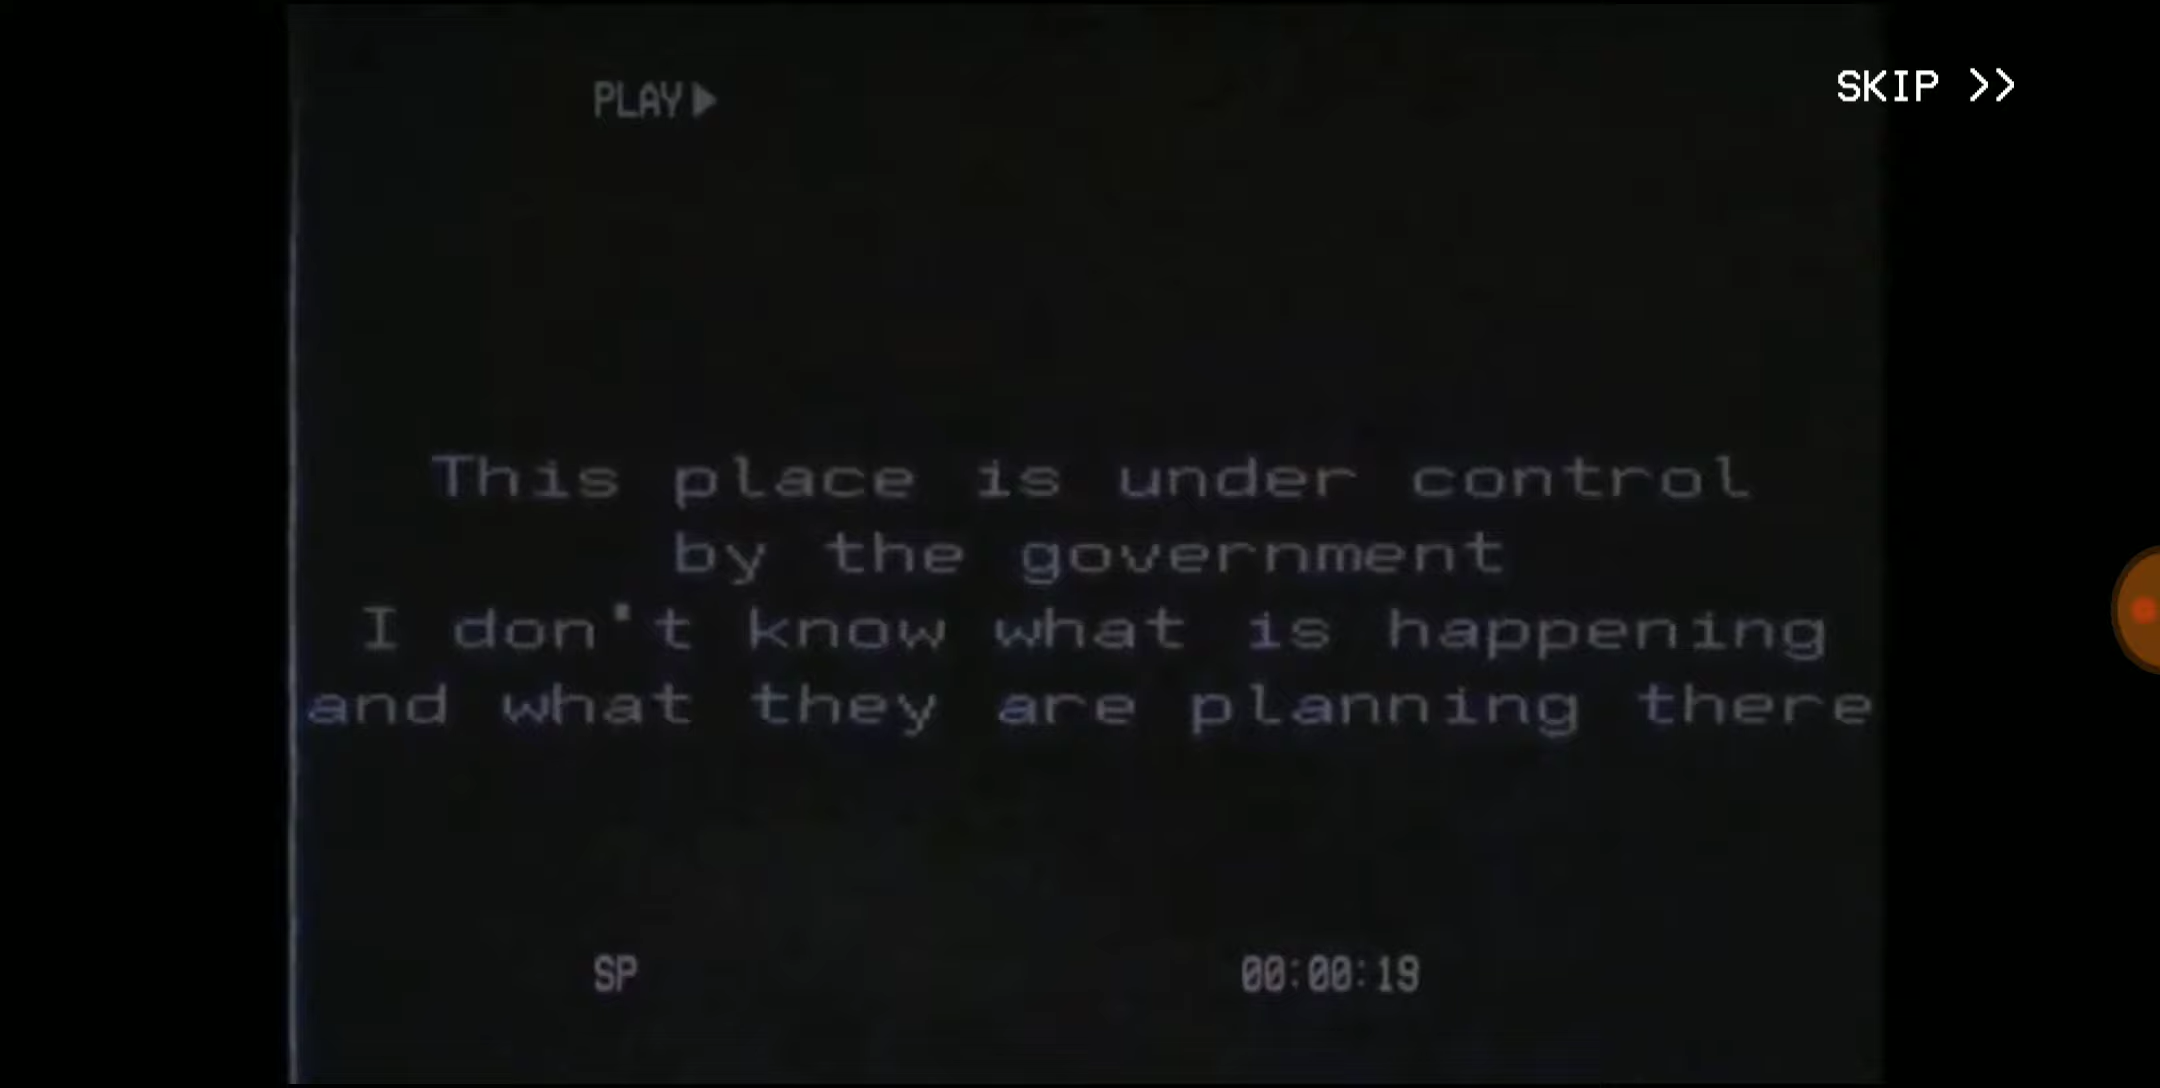 PLAY▶
SKIP >>
This place is under control
by the government
I don't know what is happening
and what they are planning there
SP
00:00:19